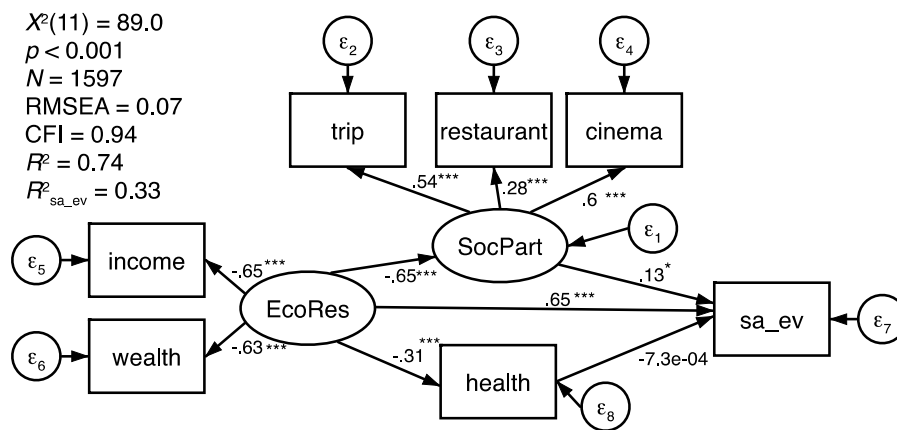 X²(11) = 89.0
p < 0.001
N = 1597
RMSEA = 0.07
CFI = 0.94
R² = 0.74
R²sa_ev = 0.33
ε2
ε3
ε4
trip
restaurant
cinema
.54***
.28***
.6 ***
SocPart
ε1
ε5
income
-.65***
-.65***
.13*
EcoRes
.65***
sa_ev
ε7
ε6
wealth
-.63***
-.31***
health
-7.3e-04
ε8